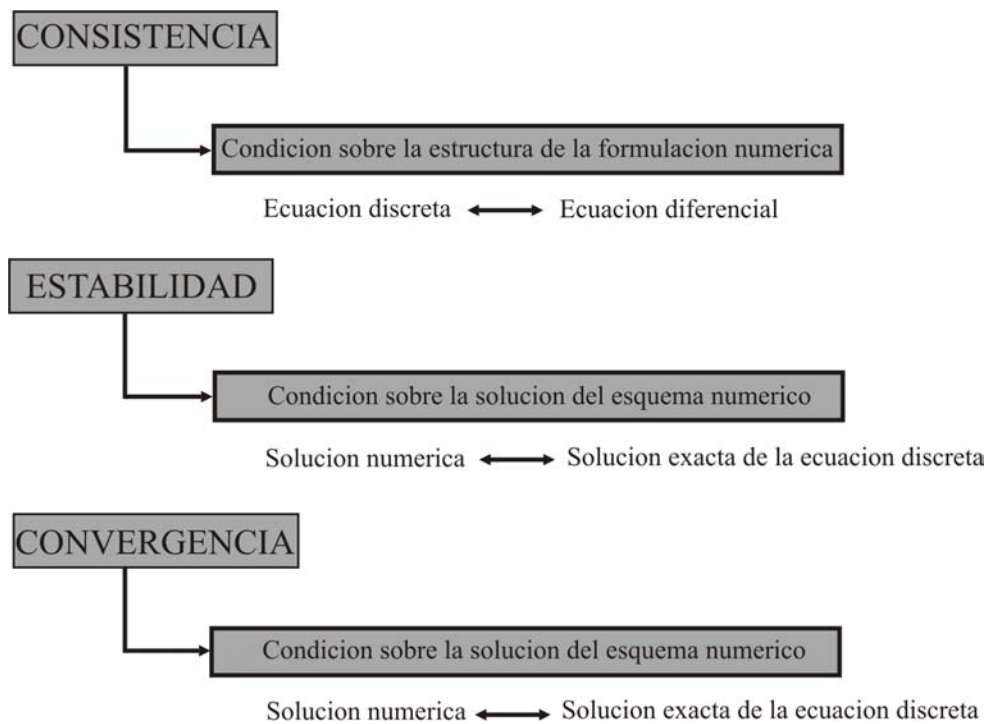 CONSISTENCIA
Condicion sobre la estructura de la formulacion numerica
Ecuacion discreta Ecuacion diferencial
ESTABILIDAD
Condicion sobre la solucion del esquema numerico
Solucion numerica Solucion exacta de la ecuacion discreta
CONVERGENCIA
Condicion sobre la solucion del esquema numerico
Solucion numerica Solucion exacta de la ecuacion discreta